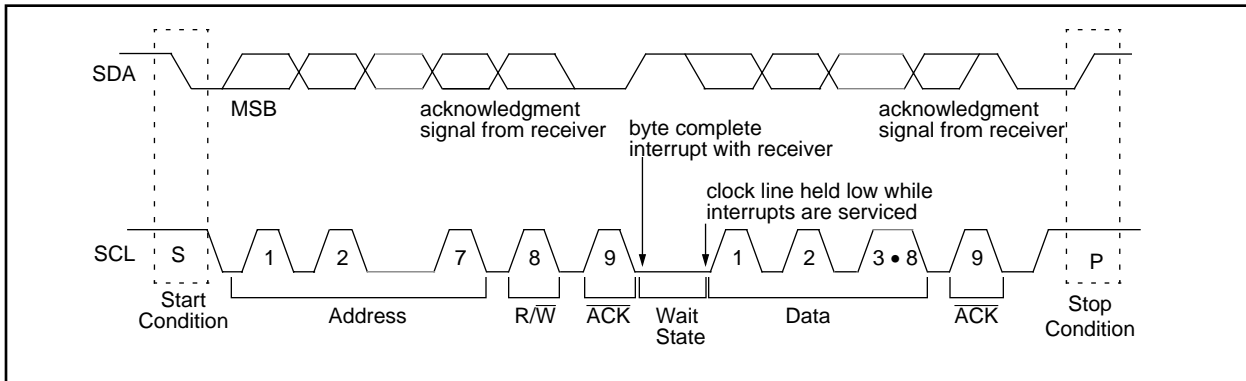 SDA
MSB
acknowledgment
signal from receiver
byte complete
interrupt with receiver
acknowledgment
signal from receiver
clock line held low while
interrupts are serviced
SCL
S
1
2
7
8
9
1
2
3 • 8
9
P
Start
Condition
Address
R/W̅
A̅C̅K̅
Wait
State
Data
A̅C̅K̅
Stop
Condition